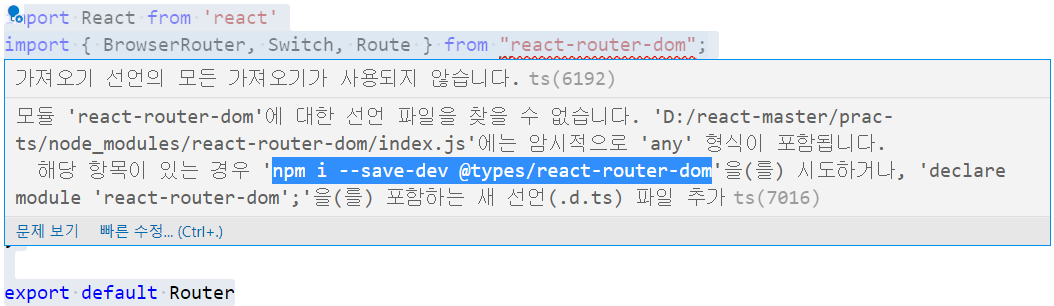 import React from 'react'
import { BrowserRouter, Switch, Route } from "react-router-dom";
가져오기 선언의 모든 가져오기가 사용되지 않습니다. ts(6192)
모듈 'react-router-dom'에 대한 선언 파일을 찾을 수 없습니다. 'D:/react-master/prac-
ts/node_modules/react-router-dom/index.js'에는 암시적으로 'any' 형식이 포함됩니다.
해당 항목이 있는 경우 'npm i --save-dev @types/react-router-dom'을(를) 시도하거나, 'declare
module 'react-router-dom';'을(를) 포함하는 새 선언(.d.ts) 파일 추가 ts(7016)
문제 보기 빠른 수정... (Ctrl+.)
export default Router